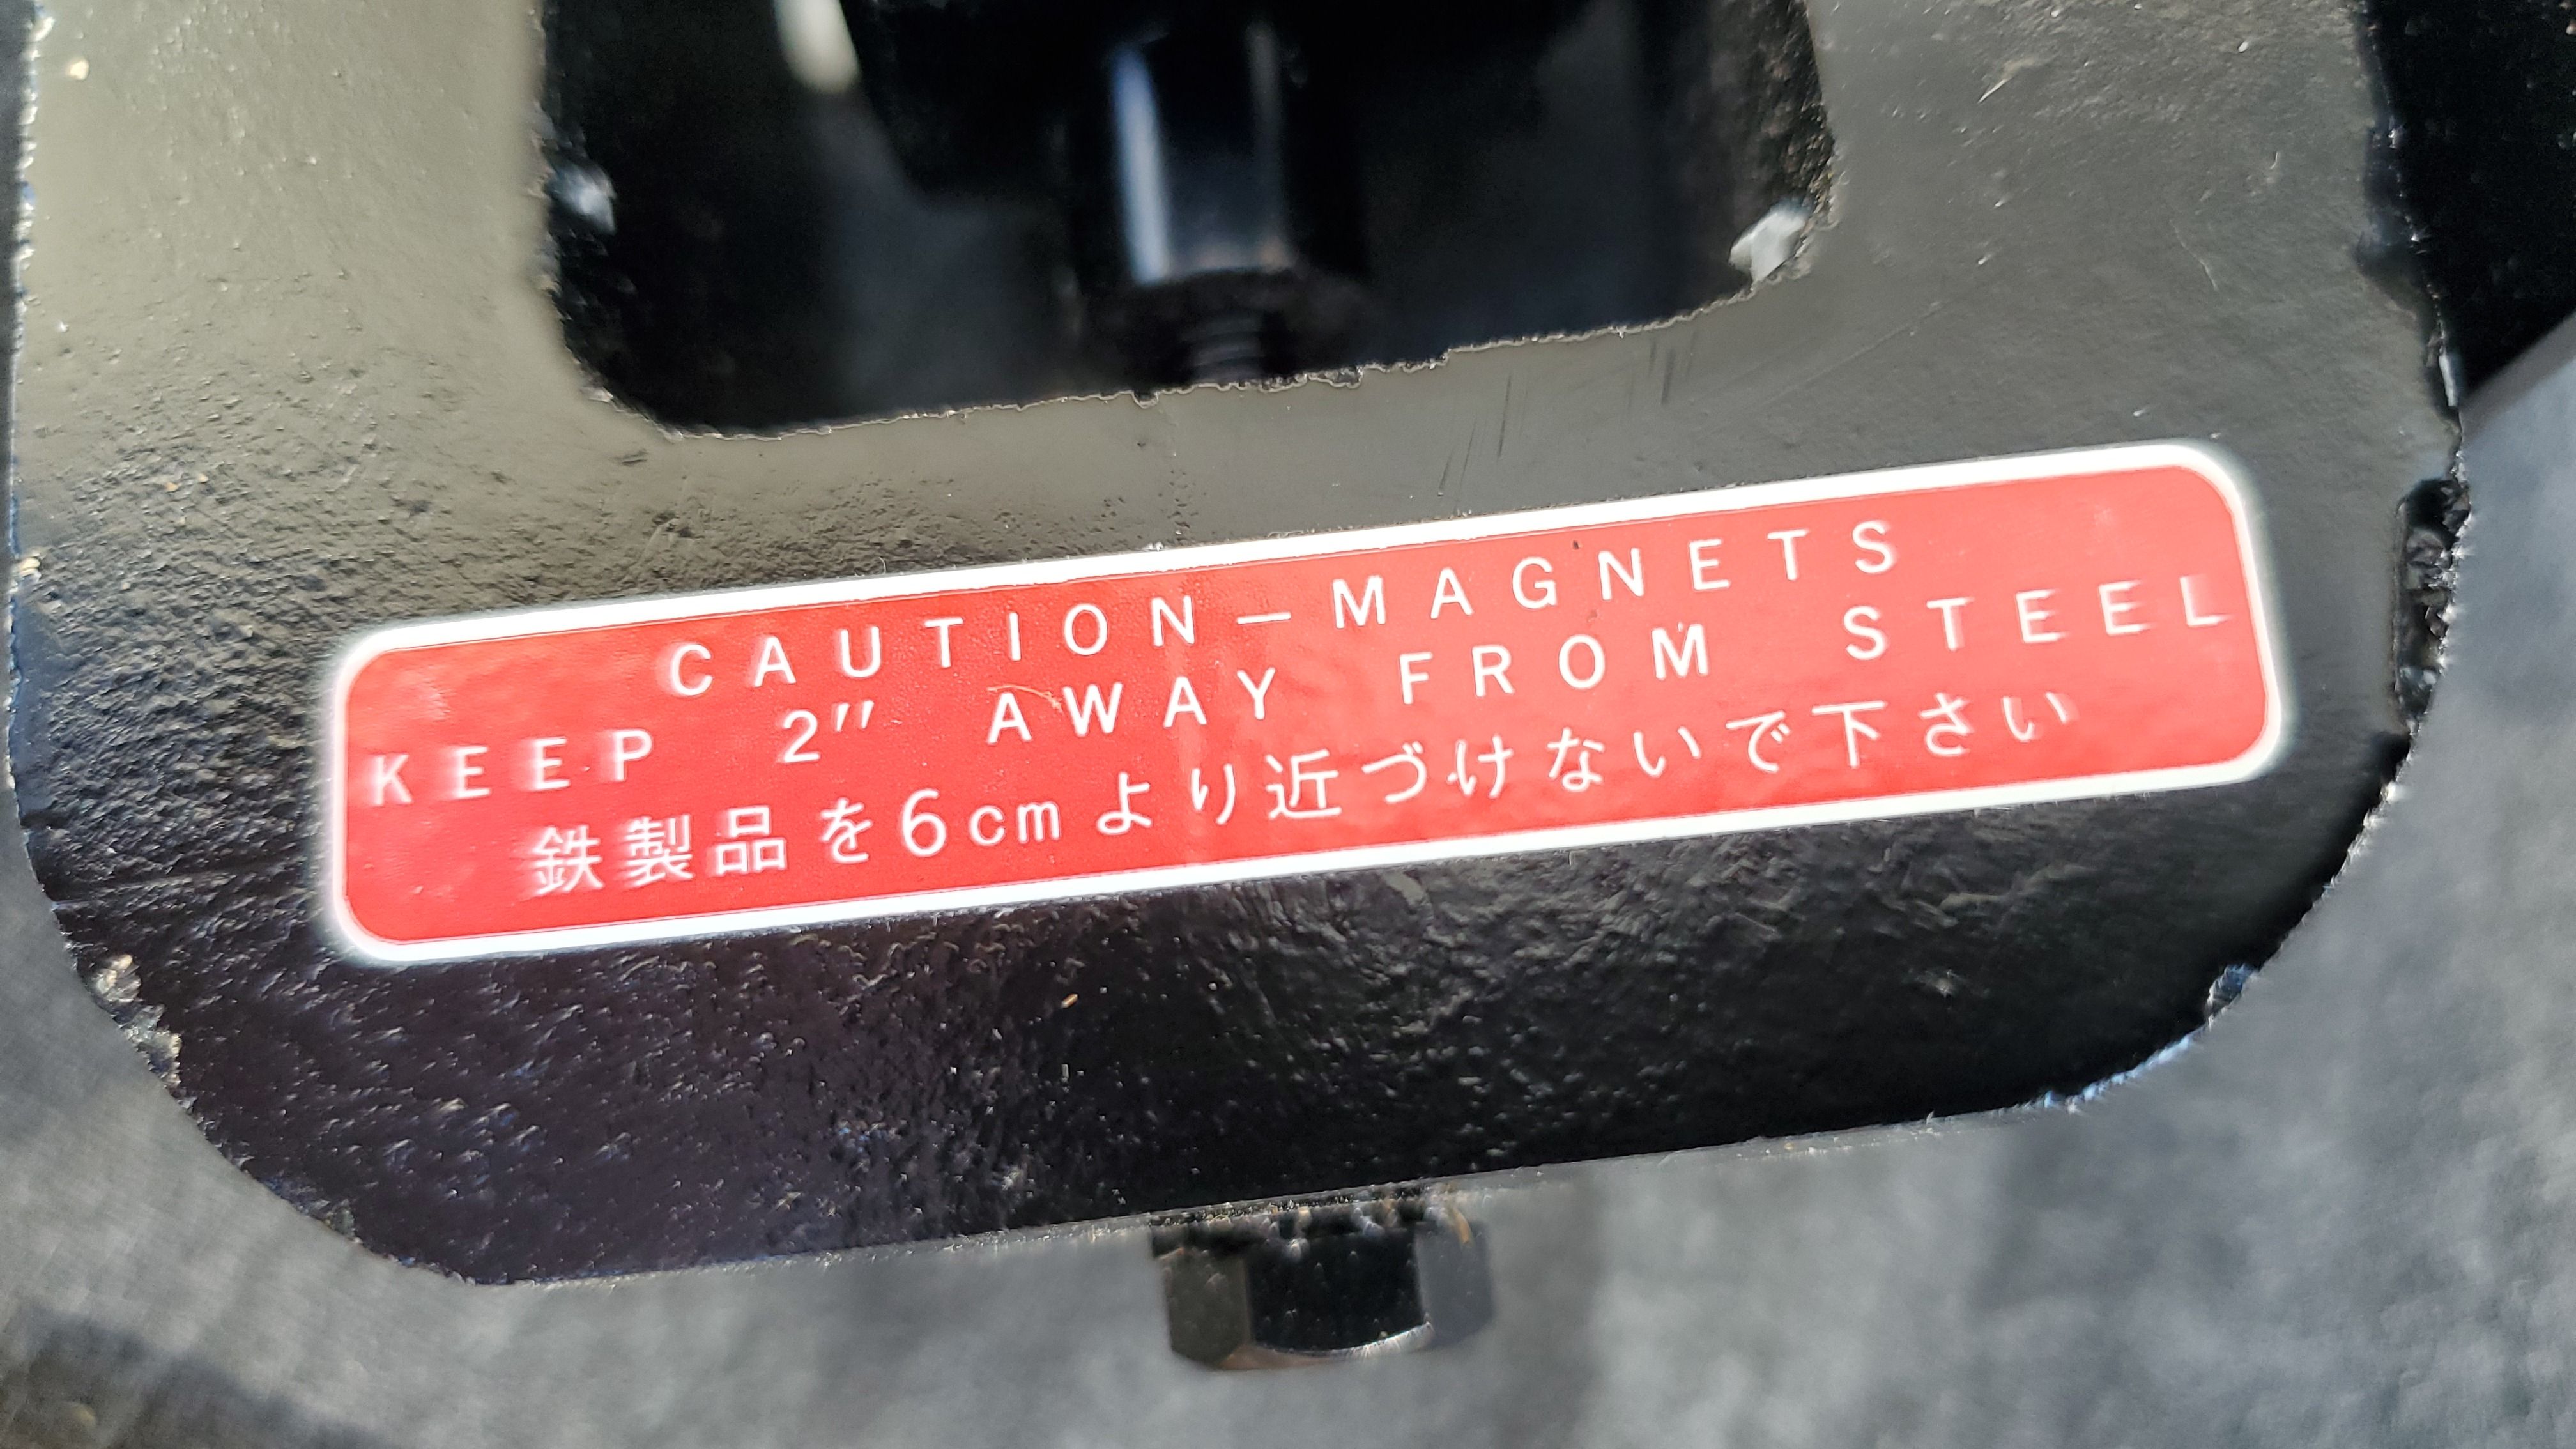 CAUTION—MAGNETS
KEEP 2″ AWAY FROM STEEL
鉄製品を6cmより近づけないで下さい